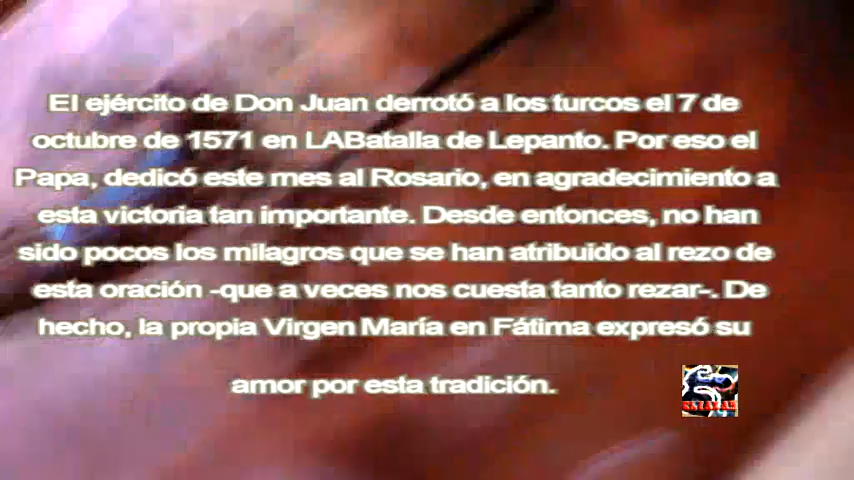 El ejército de Don Juan derrotó a los turcos el 7 de
octubre de 1571 en LABatalla de Lepanto. Por eso el
Papa, dedicó este mes al Rosario, en agradecimiento a
esta victoria tan importante. Desde entonces, no han
sido pocos los milagros que se han atribuido al rezo de
esta oración -que a veces nos cuesta tanto rezar-. De
hecho, la propia Virgen María en Fátima expresó su
amor por esta tradición.